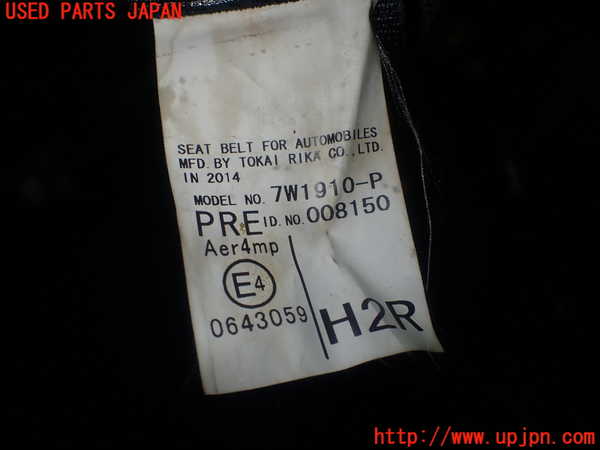 USED PARTS JAPAN
SEAT BELT FOR AUTOMOBILES
MFD. BY TOKAI RIKA CO., LTD.
IN 2014
MODEL NO. 7W1910-P
PRE ID. NO. 008150
Aer4mp
E4
0643059
H2R
http://www.upjpn.com